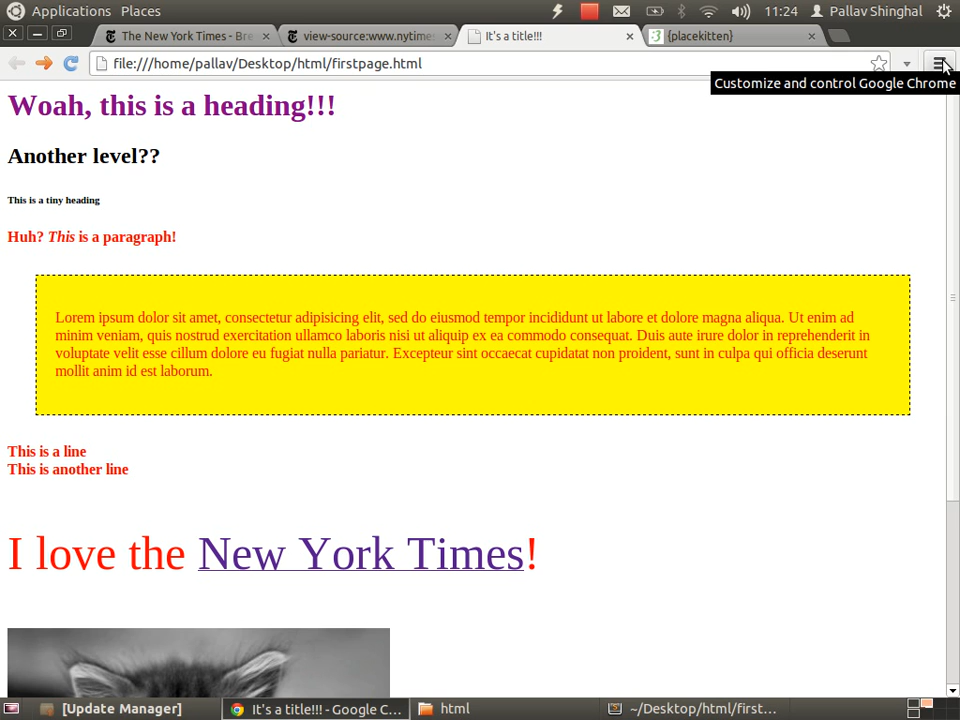 Applications Places
11:24 Pallav Shinghal
The New York Times - Bre
view-source:www.nytimes
It's a title!!!
{placekitten}
file:///home/pallav/Desktop/html/firstpage.html
Customize and control Google Chrome
Woah, this is a heading!!!
Another level??
This is a tiny heading
Huh? This is a paragraph!
Lorem ipsum dolor sit amet, consectetur adipisicing elit, sed do eiusmod tempor incididunt ut labore et dolore magna aliqua. Ut enim ad
minim veniam, quis nostrud exercitation ullamco laboris nisi ut aliquip ex ea commodo consequat. Duis aute irure dolor in reprehenderit in
voluptate velit esse cillum dolore eu fugiat nulla pariatur. Excepteur sint occaecat cupidatat non proident, sunt in culpa qui officia deserunt
mollit anim id est laborum.
This is a line
This is another line
I love the New York Times!
[Update Manager]
It's a title!!! - Google C...
html
~/Desktop/html/first...